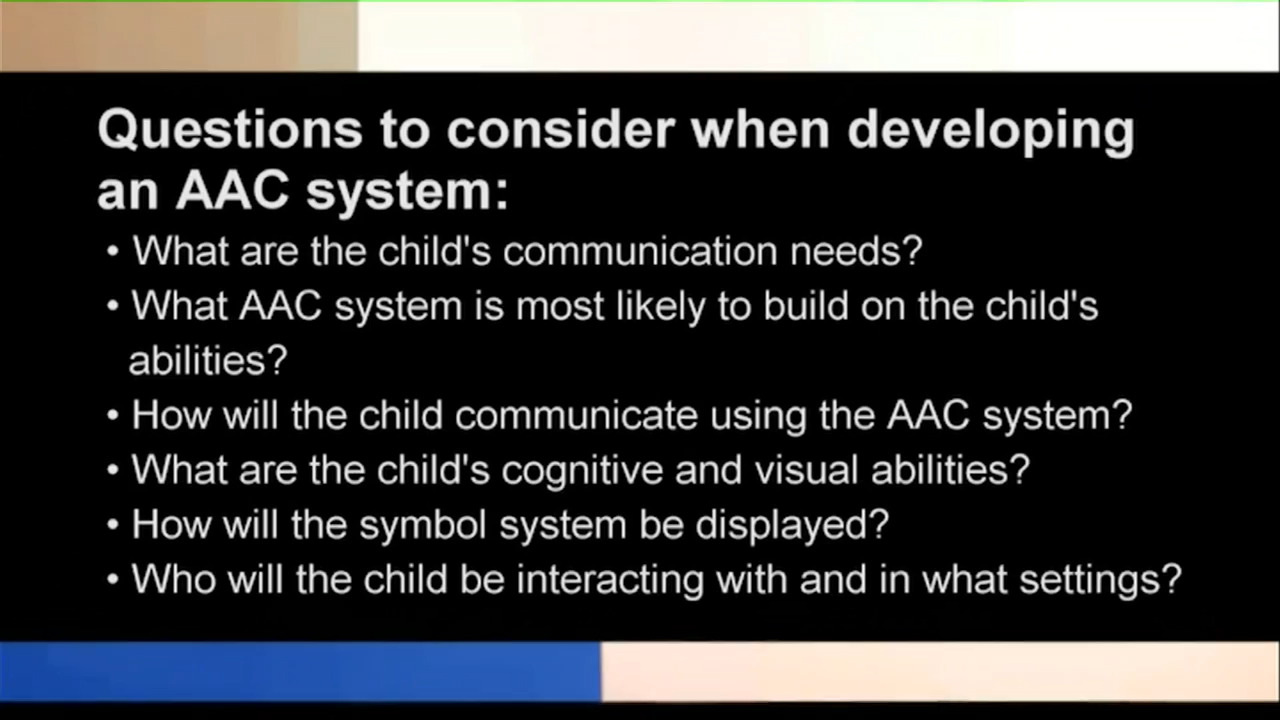 Questions to consider when developing
an AAC system:
• What are the child's communication needs?
• What AAC system is most likely to build on the child's
abilities?
• How will the child communicate using the AAC system?
• What are the child's cognitive and visual abilities?
• How will the symbol system be displayed?
• Who will the child be interacting with and in what settings?